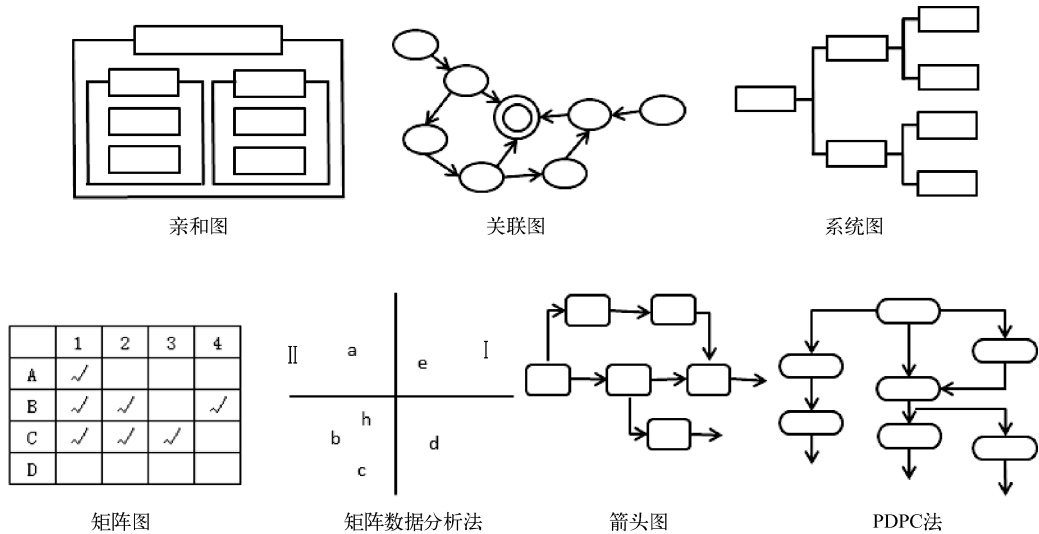 亲和图
关联图
系统图
1 2 3 4
A ✓
B ✓ ✓ ✓
C ✓ ✓ ✓
D
矩阵图
Ⅱ a e Ⅰ
h
b d
c
矩阵数据分析法
箭头图
PDPC法